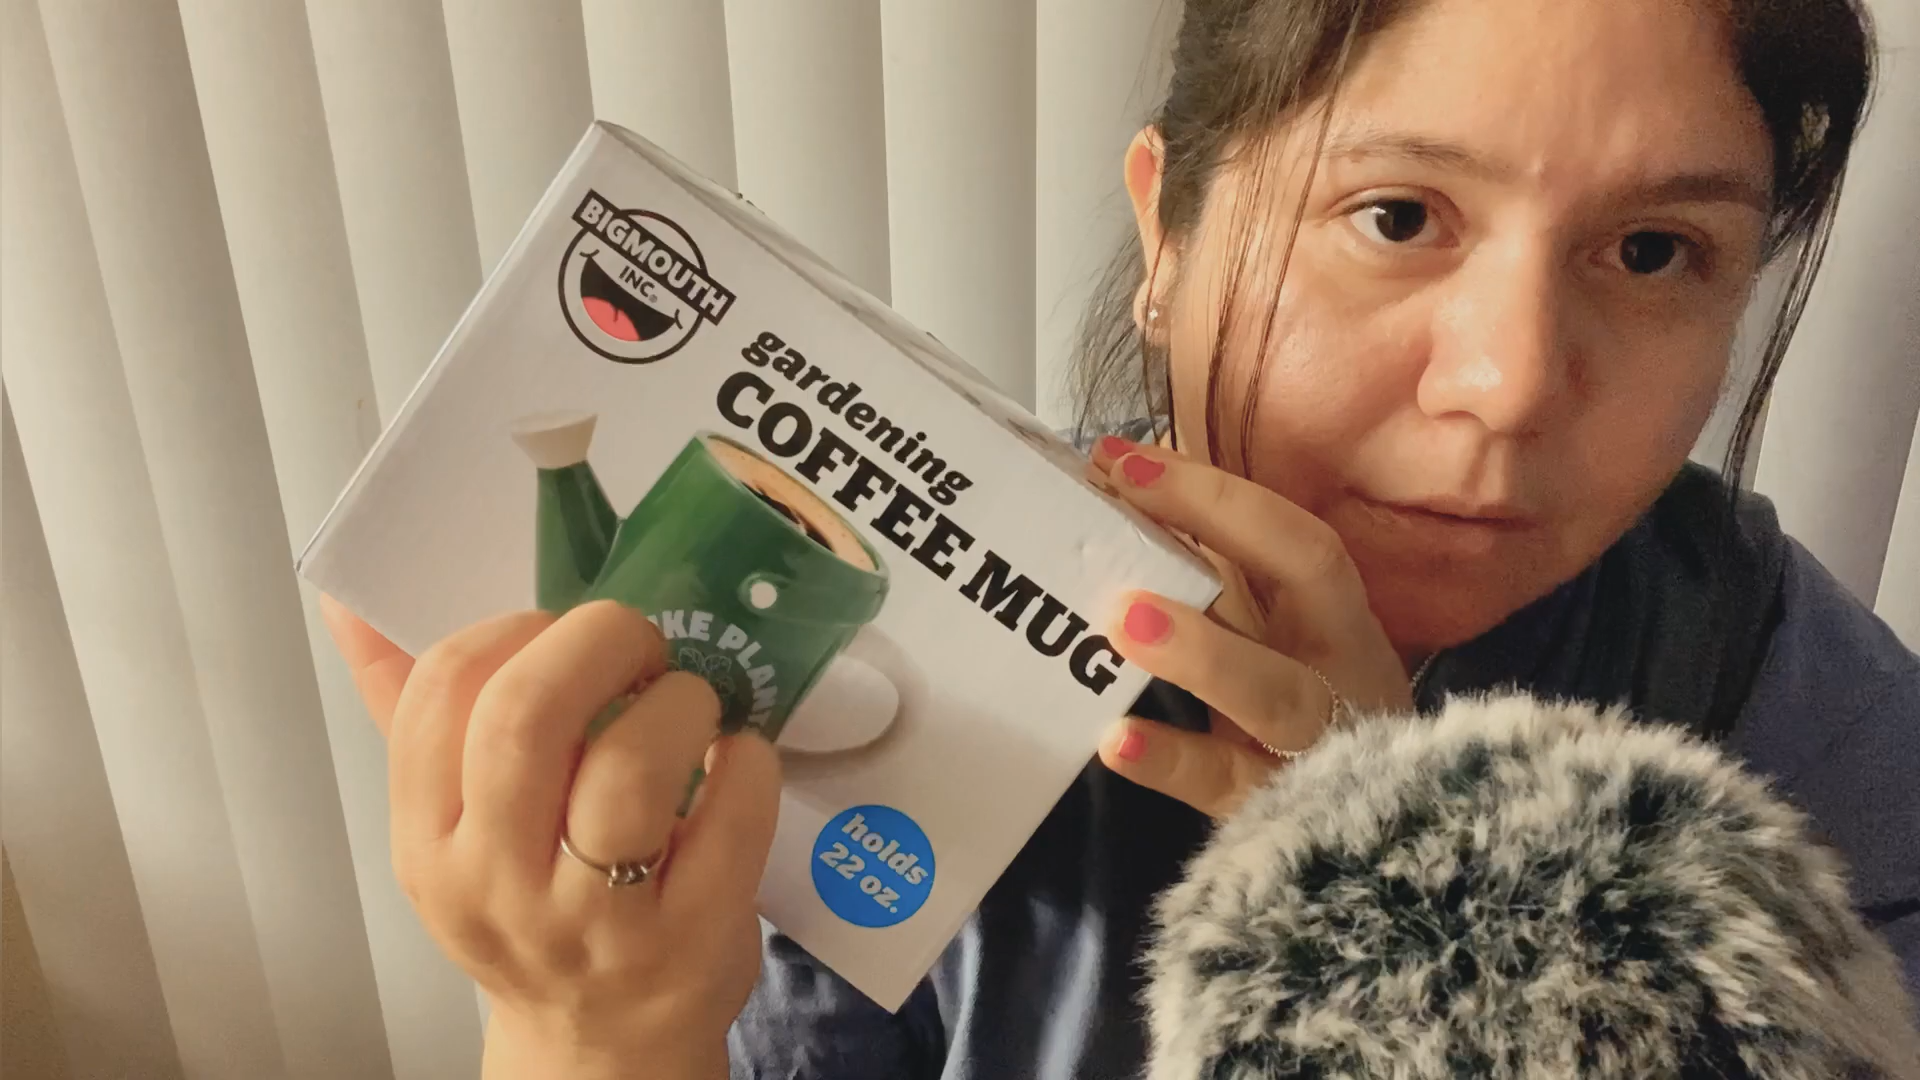 BIGMOUTH
INC.®
gardening
COFFEE MUG
holds
22 oz.